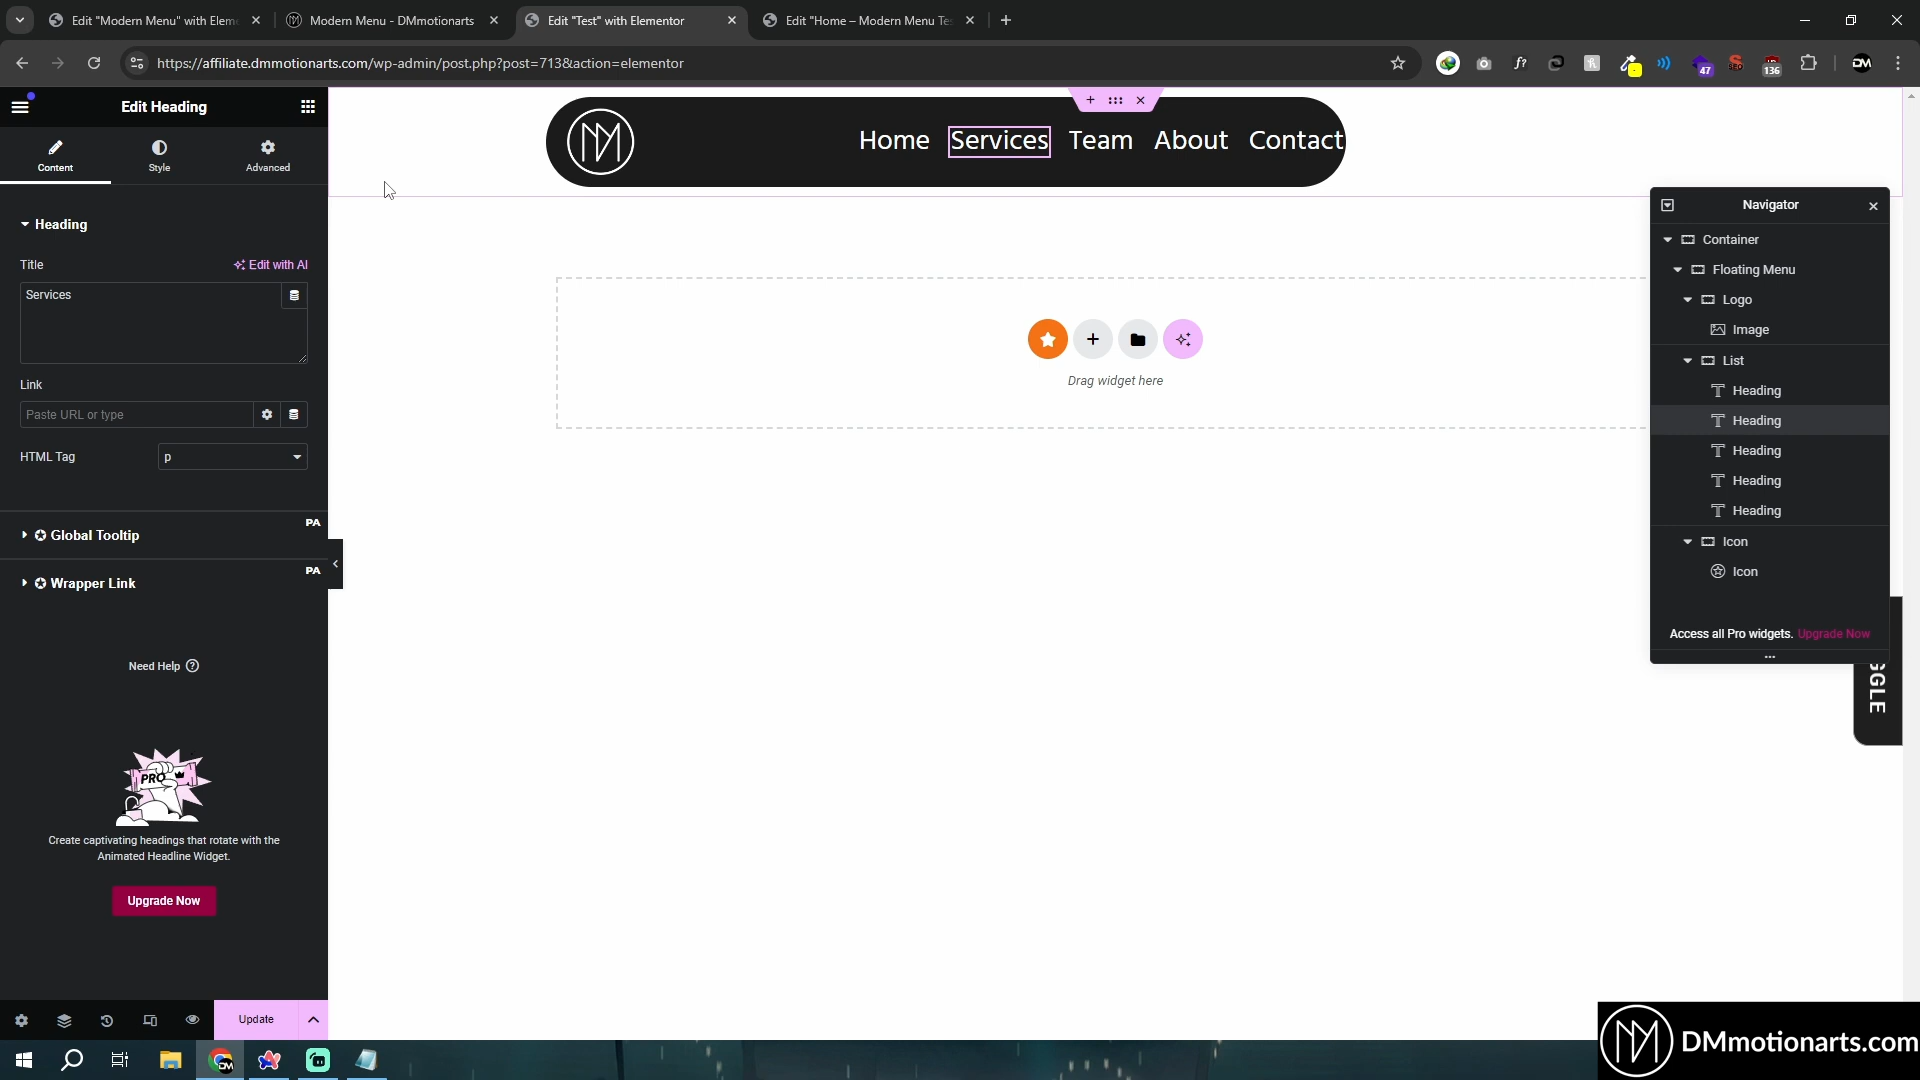 Edit "Modern Menu" with Eleme
Modern Menu - DMmotionarts
Edit "Test" with Elementor
Edit "Home – Modern Menu Te
https://affiliate.dmmotionarts.com/wp-admin/post.php?post=713&action=elementor
47
136
DM
Edit Heading
Content
Style
Advanced
Heading
Title
Edit with AI
Services
Link
Paste URL or type
HTML Tag
p
PA
Global Tooltip
PA
Wrapper Link
Need Help
PRO
Create captivating headings that rotate with the
Animated Headline Widget.
Upgrade Now
Update
Home
Services
Team
About
Contact
Drag widget here
Navigator
Container
Floating Menu
Logo
Image
List
Heading
Heading
Heading
Heading
Heading
Icon
Icon
Access all Pro widgets. Upgrade Now
GGLE
DMmotionarts.com